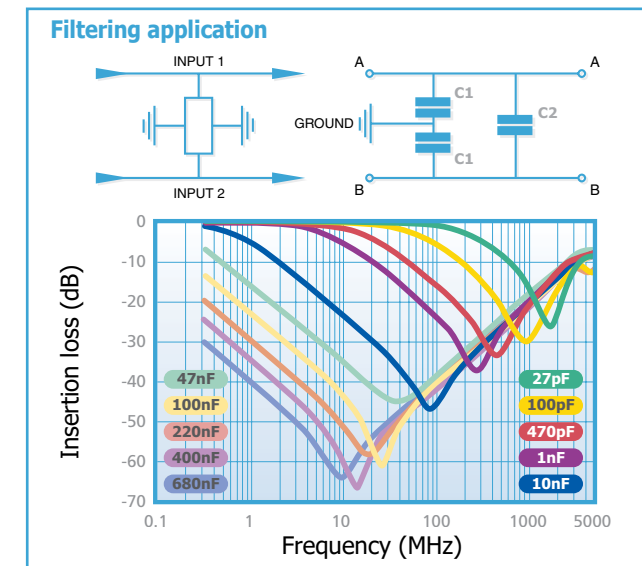 Filtering application
INPUT 1
INPUT 2
A A
C1
C2
GROUND
C1
B B
Insertion loss (dB)
0
-10
-20
-30
-40
-50
-60
-70
47nF
100nF
220nF
400nF
680nF
27pF
100pF
470pF
1nF
10nF
0.1 1 10 100 1000 5000
Frequency (MHz)